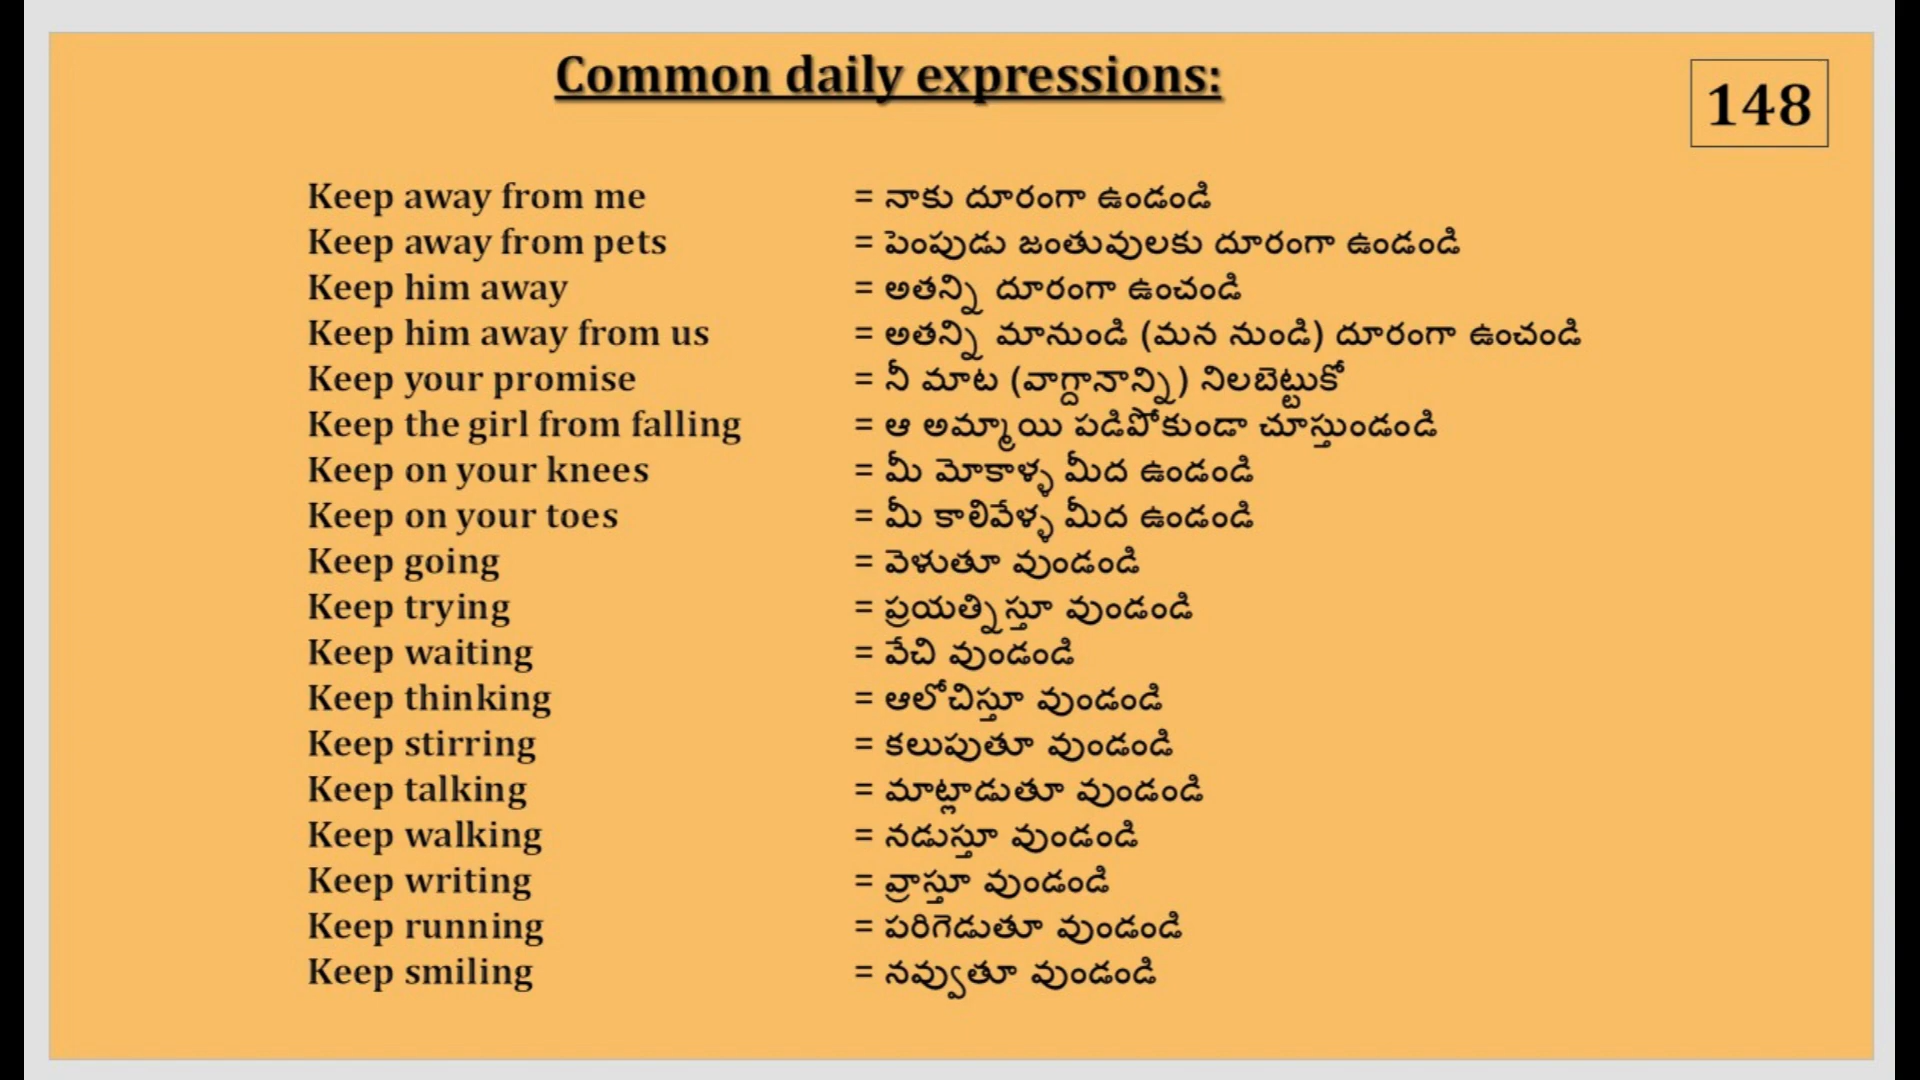 Common daily expressions:
148
Keep away from me = నాకు దూరంగా ఉండండి
Keep away from pets = పెంపుడు జంతువులకు దూరంగా ఉండండి
Keep him away = అతన్ని దూరంగా ఉంచండి
Keep him away from us = అతన్ని మానుండి (మన నుండి) దూరంగా ఉంచండి
Keep your promise = నీ మాట (వాగ్దానాన్ని) నిలబెట్టుకో
Keep the girl from falling = ఆ అమ్మాయి పడిపోకుండా చూస్తుండండి
Keep on your knees = మీ మోకాళ్ళ మీద ఉండండి
Keep on your toes = మీ కాలివేళ్ళ మీద ఉండండి
Keep going = వెళుతూ వుండండి
Keep trying = ప్రయత్నిస్తూ వుండండి
Keep waiting = వేచి వుండండి
Keep thinking = ఆలోచిస్తూ వుండండి
Keep stirring = కలుపుతూ వుండండి
Keep talking = మాట్లాడుతూ వుండండి
Keep walking = నడుస్తూ వుండండి
Keep writing = వ్రాస్తూ వుండండి
Keep running = పరిగెడుతూ వుండండి
Keep smiling = నవ్వుతూ వుండండి